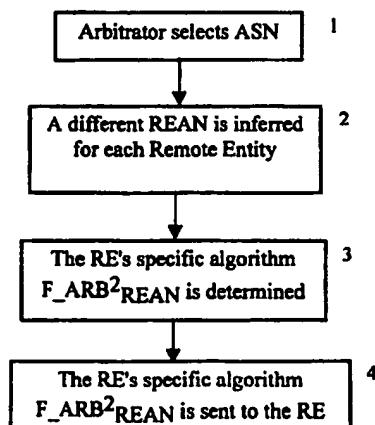 Arbitrator selects ASN
1
A different REAN is inferred
for each Remote Entity
2
The RE's specific algorithm
F_ARB²REAN is determined
3
The RE's specific algorithm
F_ARB²REAN is sent to the RE
4